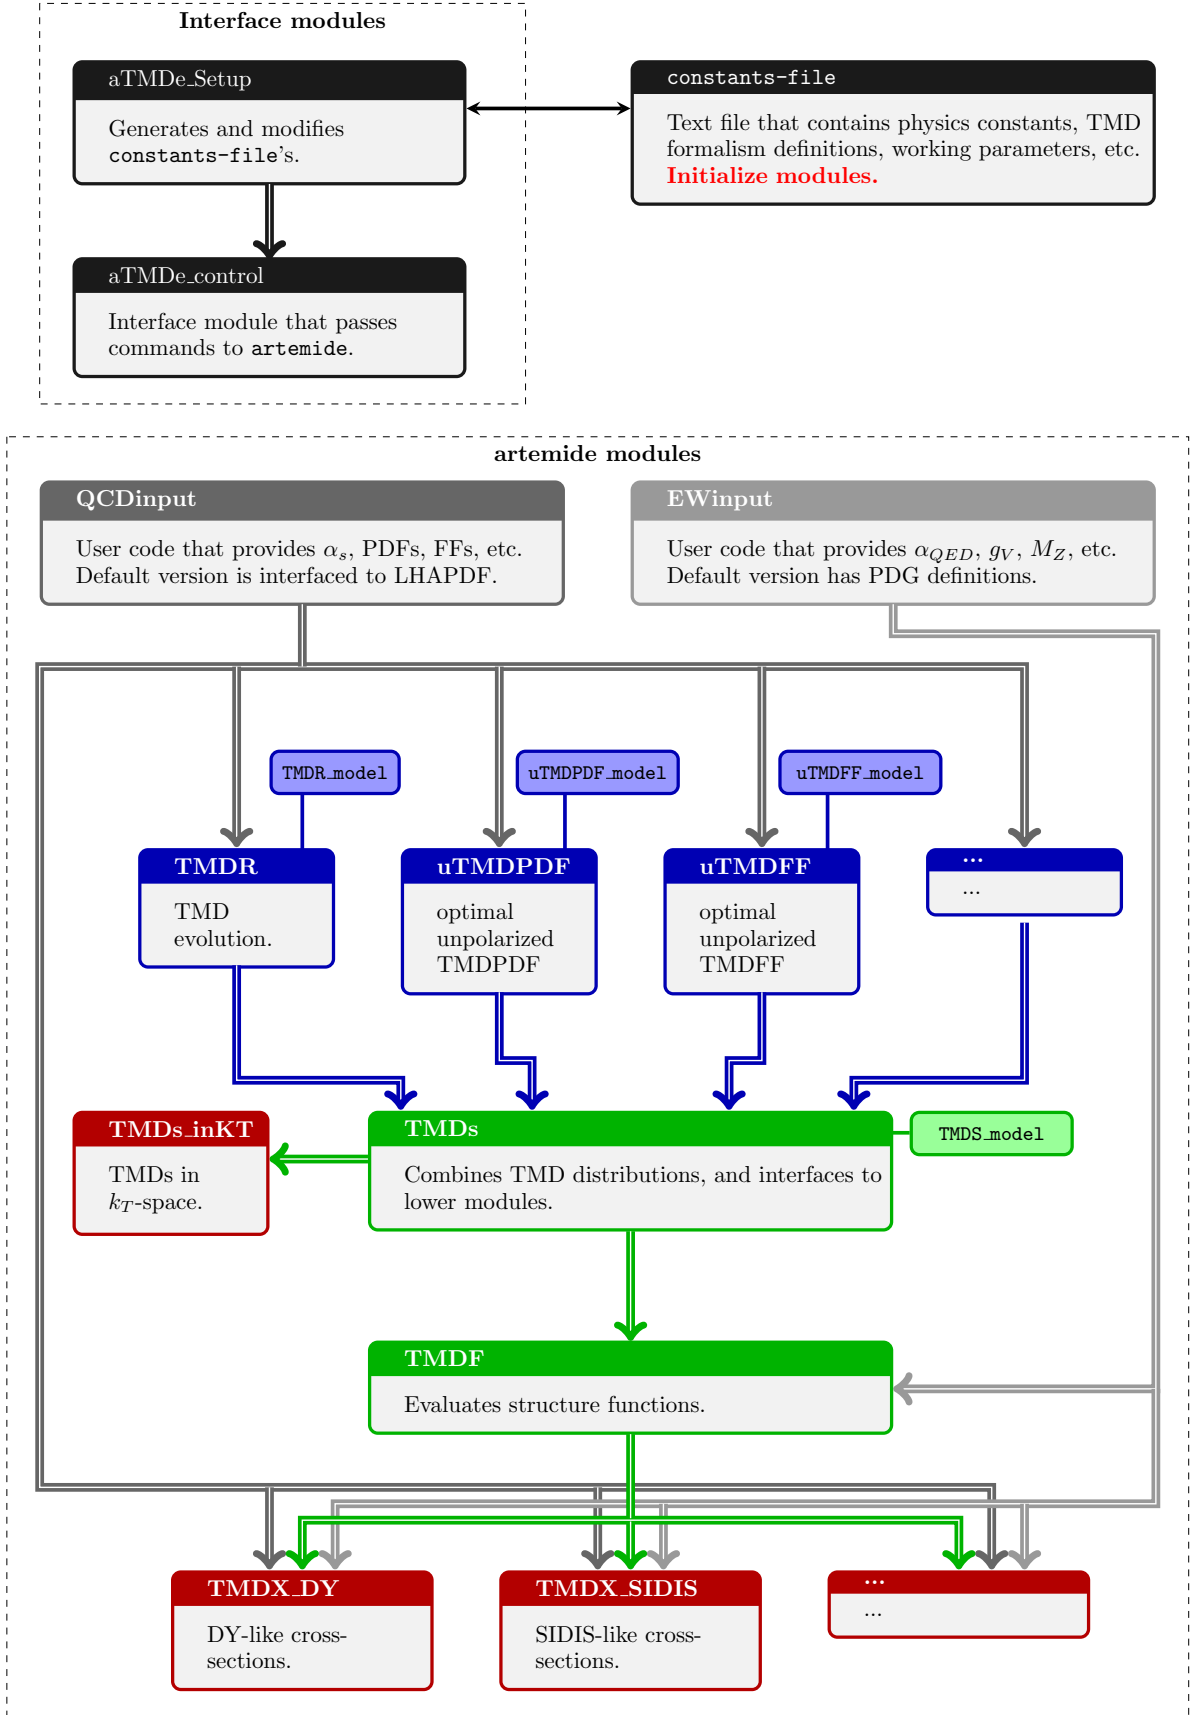 Interface modules
aTMDe_Setup
Generates and modifies
constants-file's.
constants-file
Text file that contains physics constants, TMD
formalism definitions, working parameters, etc.
Initialize modules.
aTMDe_control
Interface module that passes
commands to artemide.
artemide modules
QCDinput
User code that provides α_s, PDFs, FFs, etc.
Default version is interfaced to LHAPDF.
EWinput
User code that provides α_QED, g_V, M_Z, etc.
Default version has PDG definitions.
TMDR_model
uTMDPDF_model
uTMDFF_model
TMDR
TMD
evolution.
uTMDPDF
optimal
unpolarized
TMDPDF
uTMDFF
optimal
unpolarized
TMDFF
...
...
TMDs_inKT
TMDs in
k_T-space.
TMDs
Combines TMD distributions, and interfaces to
lower modules.
TMDS_model
TMDF
Evaluates structure functions.
TMDX_DY
DY-like cross-
sections.
TMDX_SIDIS
SIDIS-like cross-
sections.
...
...